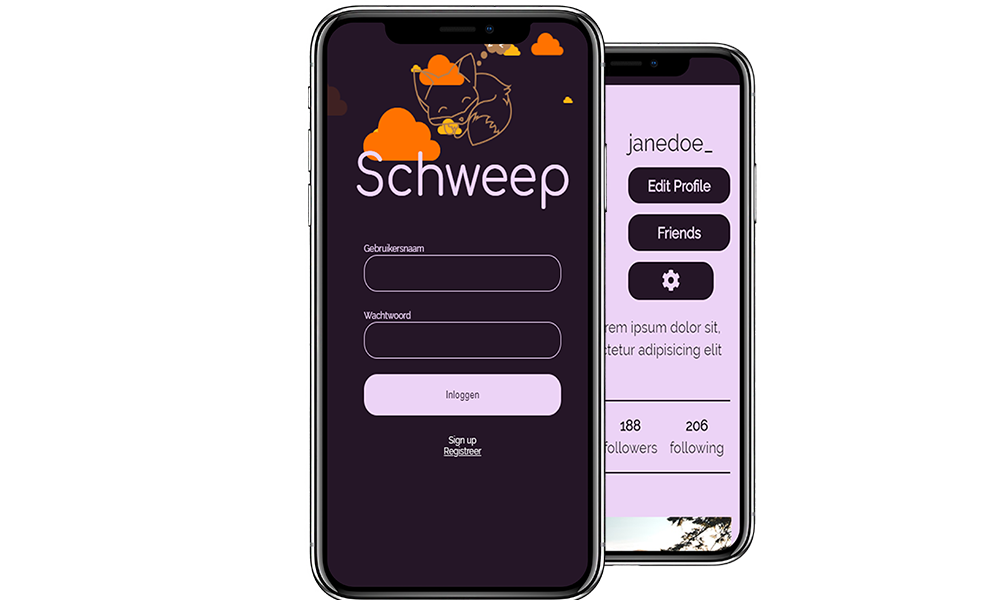 Schweep
Gebruikersnaam
Wachtwoord
Inloggen
Sign up
Registreer
janedoe_
Edit Profile
Friends
rem ipsum dolor sit,
tetur adipisicing elit
188
followers
206
following